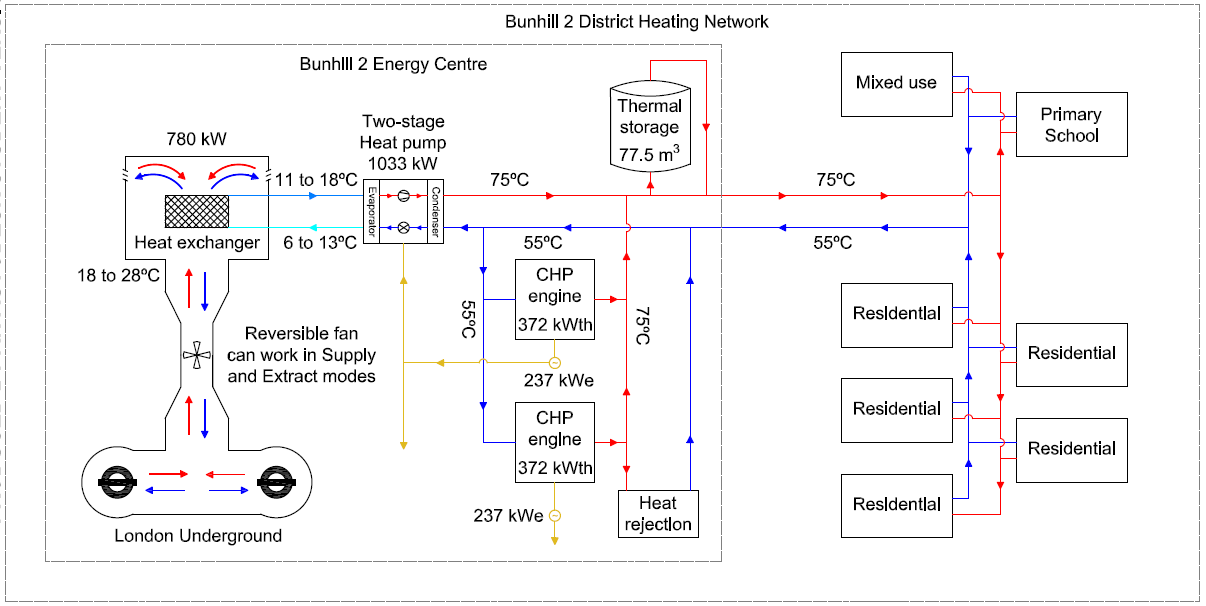 Bunhill 2 District Heating Network
Bunhlll 2 Energy Centre
780 kW
11 to 18ºC
6 to 13ºC
Heat exchanger
18 to 28ºC
Reversible fan
can work in Supply
and Extract modes
London Underground
Two-stage
Heat pump
1033 kW
Evaporator
Condenser
75ºC
55ºC
55ºC
75ºC
CHP
engine
372 kWth
237 kWe
CHP
engIne
372 kWth
237 kWe
Thermal
storage
77.5 m³
Heat
rejection
75ºC
55ºC
Mixed use
Primary
School
Residential
Residential
Residential
Residential
Residential